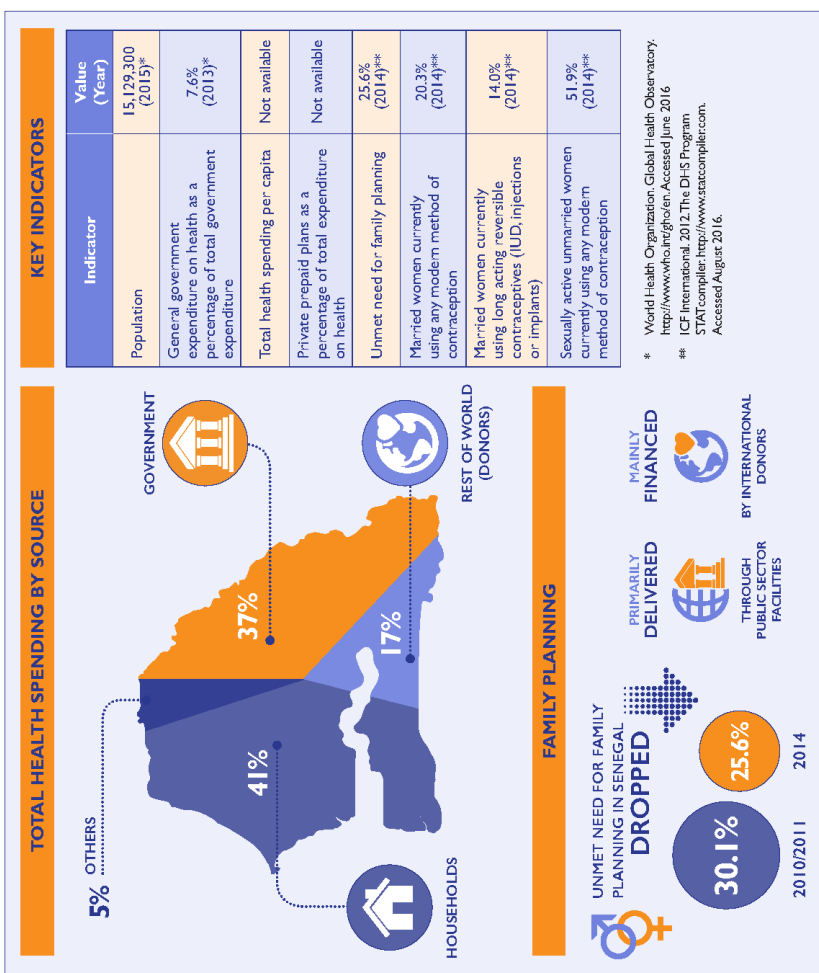 TOTAL HEALTH SPENDING BY SOURCE
5% OTHERS
41%
37%
17%
HOUSEHOLDS
GOVERNMENT
REST OF WORLD
(DONORS)
KEY INDICATORS
Indicator
Value
(Year)
Population
15,129,300
(2015)*
General government
expenditure on health as a
percentage of total government
expenditure
7.6%
(2013)*
Total health spending per capita
Not available
Private prepaid plans as a
percentage of total expenditure
on health
Not available
Unmet need for family planning
25.6%
(2014)**
Married women currently
using any modern method of
contraception
20.3%
(2014)**
Married women currently
using long acting reversible
contraceptives (IUD, injections
or implants)
14.0%
(2014)**
Sexually active unmarried women
currently using any modern
method of contraception
51.9%
(2014)**
* World Health Organization. Global Health Observatory.
http://www.who.int/gho/en. Accessed June 2016
** ICF International. 2012. The DHS Program
STATcompiler. http://www.statcompiler.com.
Accessed August 2016.
FAMILY PLANNING
UNMET NEED FOR FAMILY
PLANNING IN SENEGAL
DROPPED
30.1%
25.6%
2010/2011
2014
PRIMARILY
DELIVERED
THROUGH
PUBLIC SECTOR
FACILITIES
MAINLY
FINANCED
BY INTERNATIONAL
DONORS